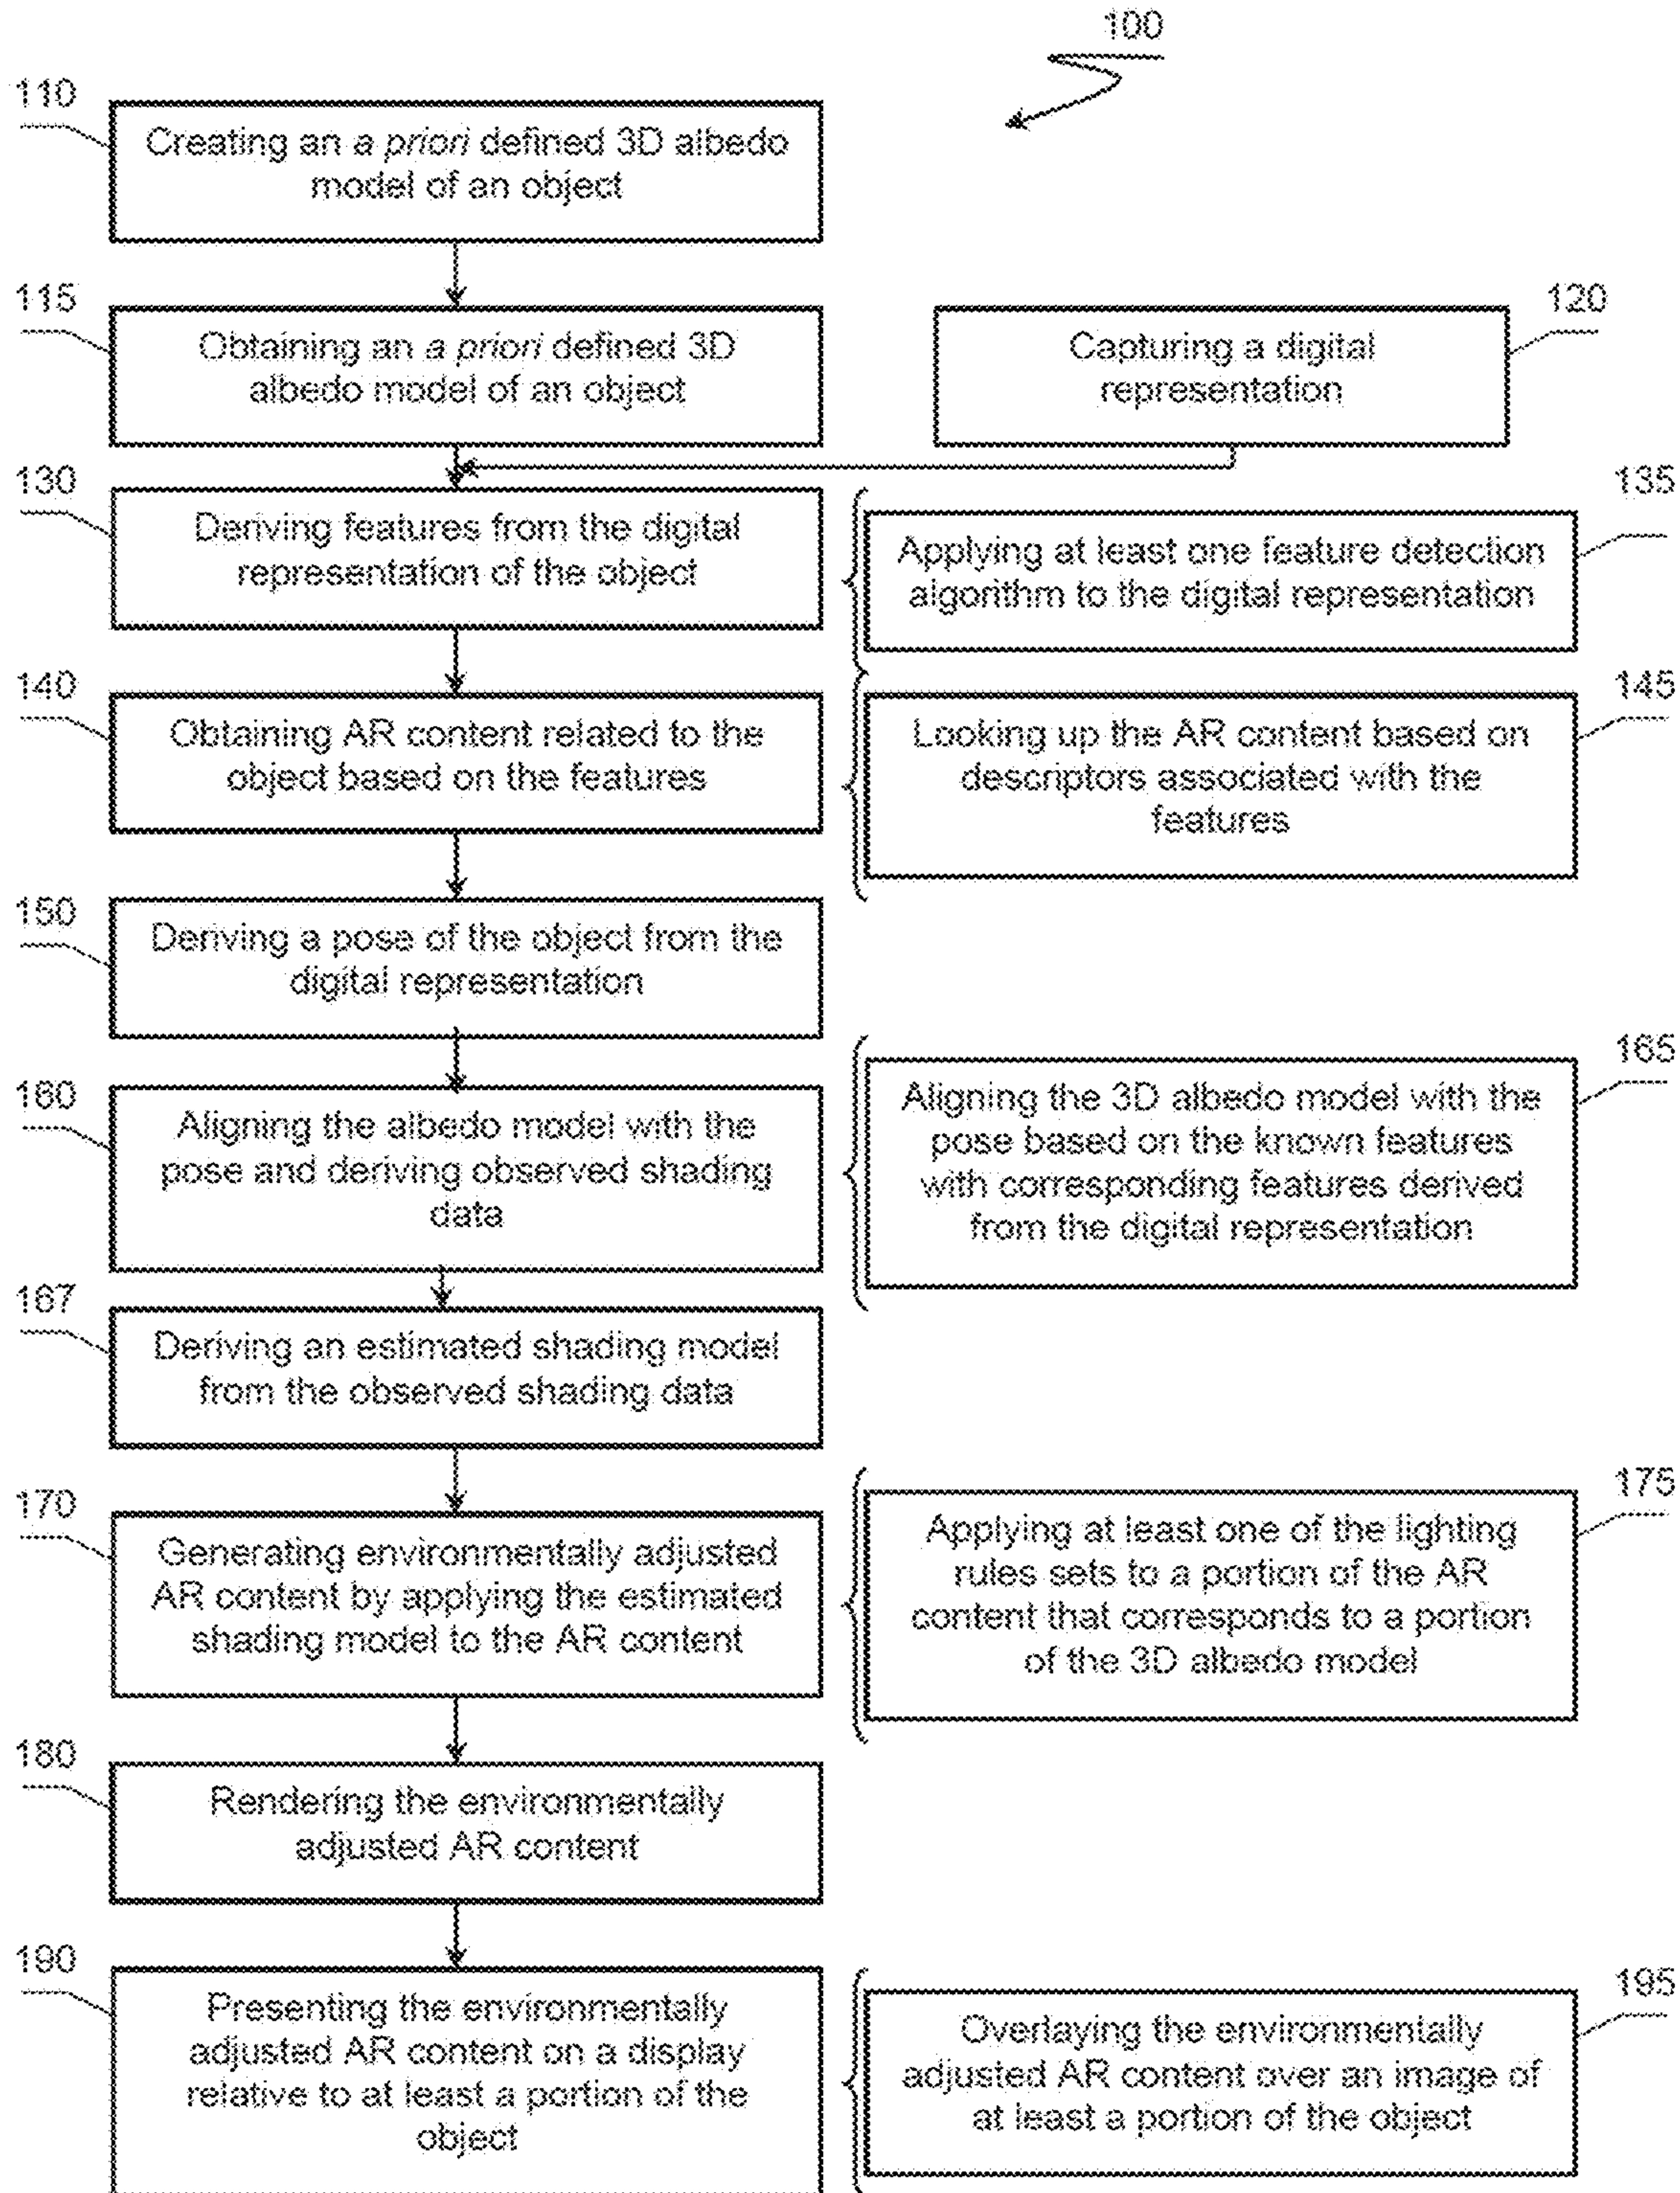 100
110
Creating an a priori defined 3D albedo
model of an object
115
Obtaining an a priori defined 3D
albedo model of an object
120
Capturing a digital
representation
130
Deriving features from the digital
representation of the object
135
Applying at least one feature detection
algorithm to the digital representation
140
Obtaining AR content related to the
object based on the features
145
Looking up the AR content based on
descriptors associated with the
features
150
Deriving a pose of the object from the
digital representation
160
Aligning the albedo model with the
pose and deriving observed shading
data
165
Aligning the 3D albedo model with the
pose based on the known features
with corresponding features derived
from the digital representation
167
Deriving an estimated shading model
from the observed shading data
170
Generating environmentally adjusted
AR content by applying the estimated
shading model to the AR content
175
Applying at least one of the lighting
rules sets to a portion of the AR
content that corresponds to a portion
of the 3D albedo model
180
Rendering the environmentally
adjusted AR content
190
Presenting the environmentally
adjusted AR content on a display
relative to at least a portion of the
object
195
Overlaying the environmentally
adjusted AR content over an image of
at least a portion of the object